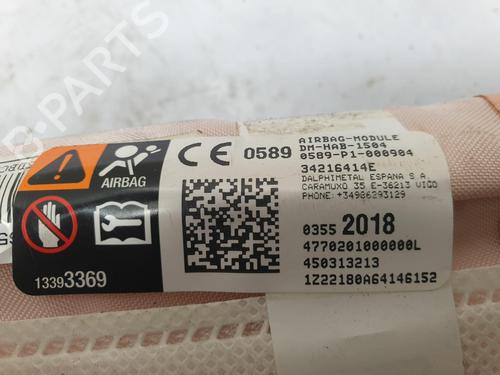 B-Parts
AIRBAG
13393369
0589
AIRBAG-MODULE
DM-HAB-1504
0589-P1-000904
34216414E
DALPHIMETAL ESPANA S.A.
CARAMUXO 35 E-36213 VIGO
PHONE: +34986293129
0355 2018
4770201000000L
450313213
1Z22180A64146152